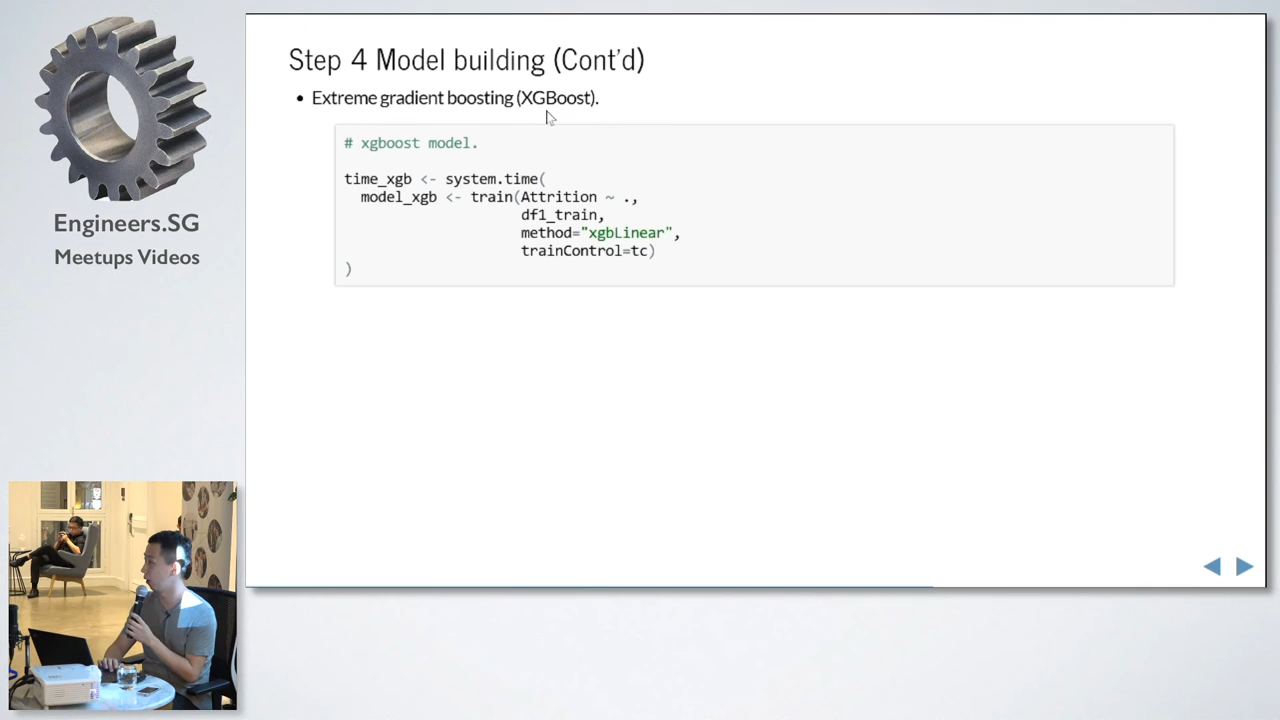 Engineers.SG
Meetups Videos
Step 4 Model building (Cont'd)
• Extreme gradient boosting (XGBoost).
# xgboost model.
time_xgb <- system.time(
  model_xgb <- train(Attrition ~ .,
                     df1_train,
                     method="xgbLinear",
                     trainControl=tc)
)